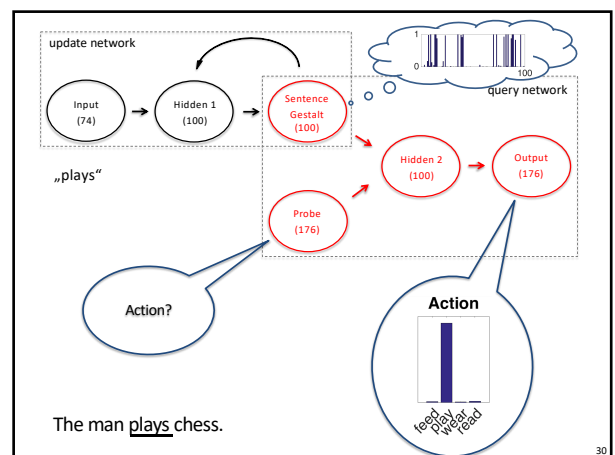 update network
1
0
100
query network
Input
(74)
Hidden 1
(100)
Sentence
Gestalt
(100)
Hidden 2
(100)
Output
(176)
„plays“
Probe
(176)
Action?
Action
feed
play
wear
read
The man plays chess.
30